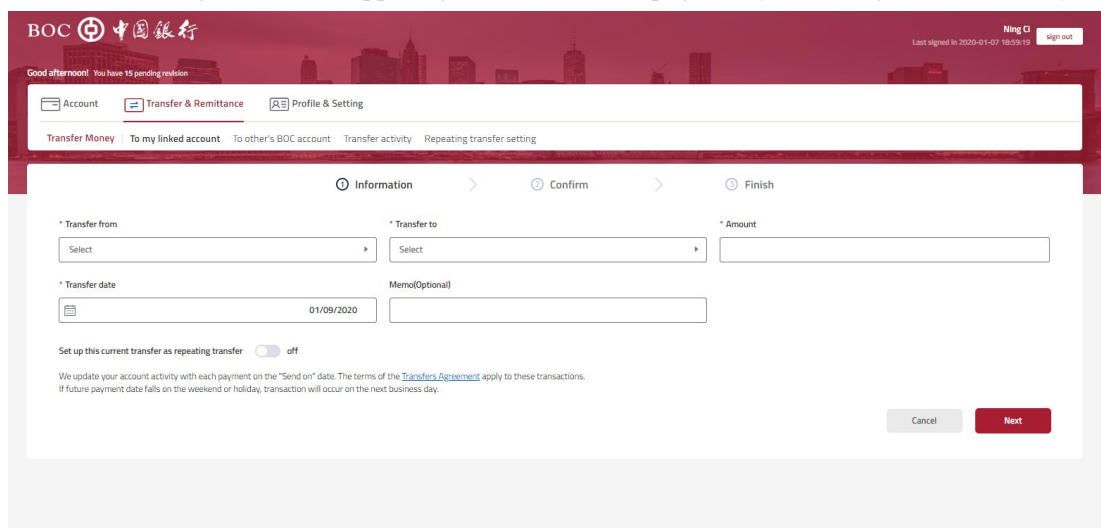 BOC 中国銀行
Ning CI
Last signed in 2020-01-07 18:59:19
sign out
Good afternoon! You have 15 pending revision
Account Transfer & Remittance Profile & Setting
Transfer Money To my linked account To other's BOC account Transfer activity Repeating transfer setting
1 Information 2 Confirm 3 Finish
* Transfer from * Transfer to * Amount
Select Select
* Transfer date Memo(Optional)
01/09/2020
Set up this current transfer as repeating transfer off
We update your account activity with each payment on the "Send on" date. The terms of the Transfers Agreement apply to these transactions.
If future payment date falls on the weekend or holiday, transaction will occur on the next business day.
Cancel Next